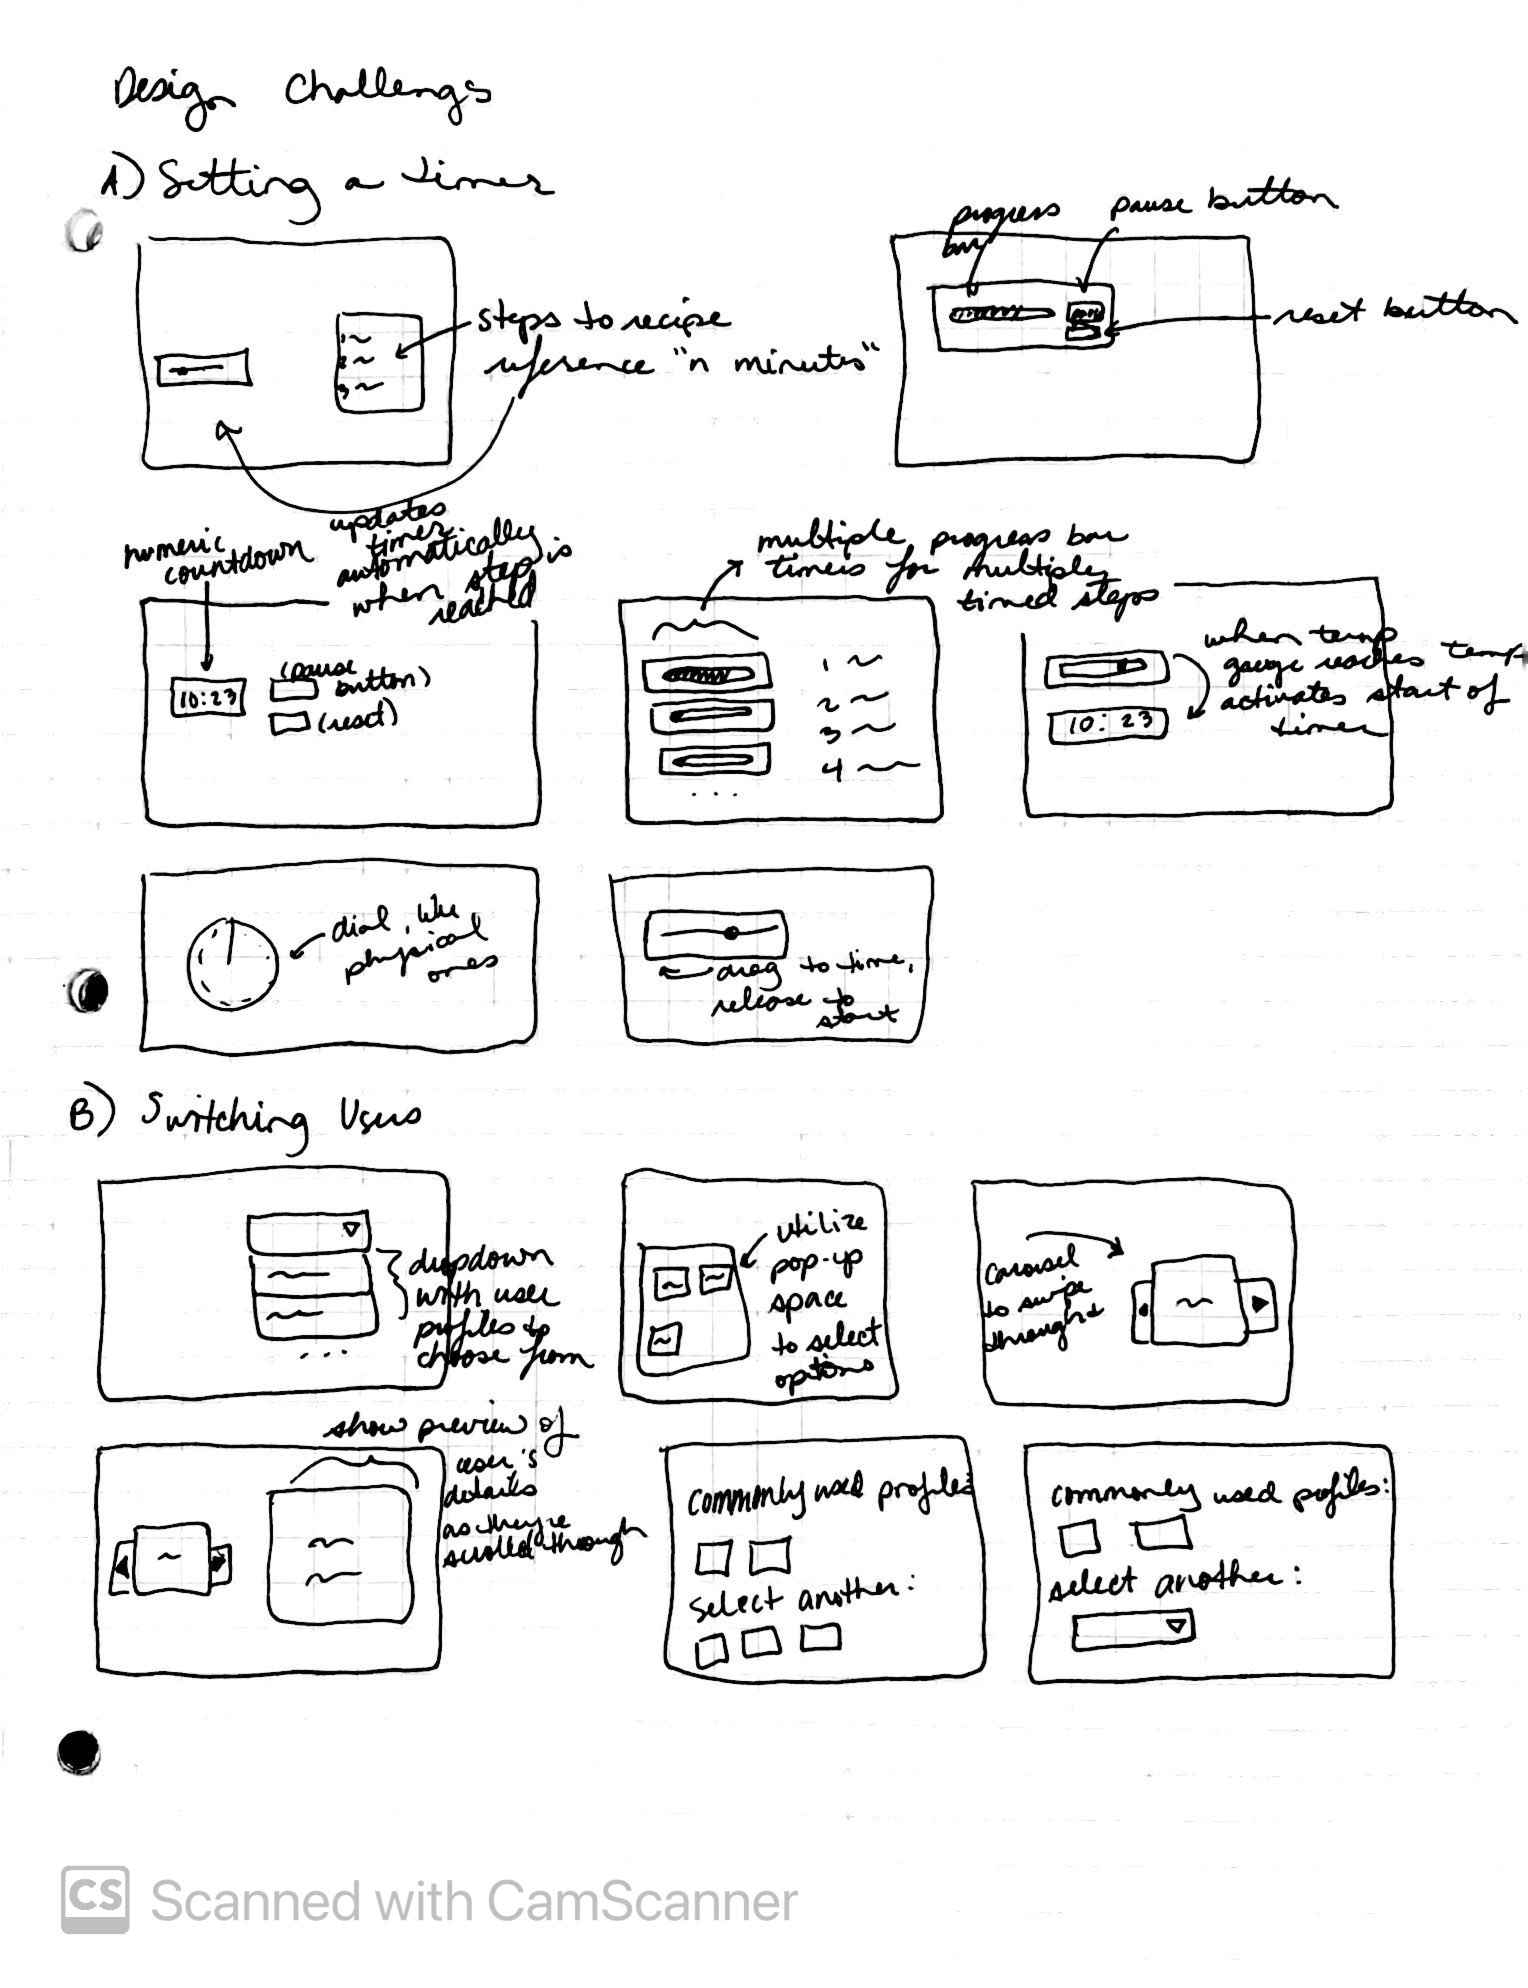 Design Challenges
A) Setting a timer
steps to recipe
reference "n minutes"
1
2
3
updates
timer
automatically
when step is
reached
progress
bar
pause button
reset button
numeric
countdown
10:23
(pause
button)
(reset)
multiple progress bar
timers for multiple
timed steps
1
2
3
4
...
when temp
gauge reaches temp
activates start of
timer
10:23
dial, like
physical
ones
drag to time,
release to
start
B) Switching Users
dropdown
with user
profiles to
choose from
...
utilize
pop-up
space
to select
options
carousel
to swipe
through
show preview of
user's
details
as they're
scrolled through
commonly used profiles:
select another:
commonly used profiles:
select another:
CS Scanned with CamScanner